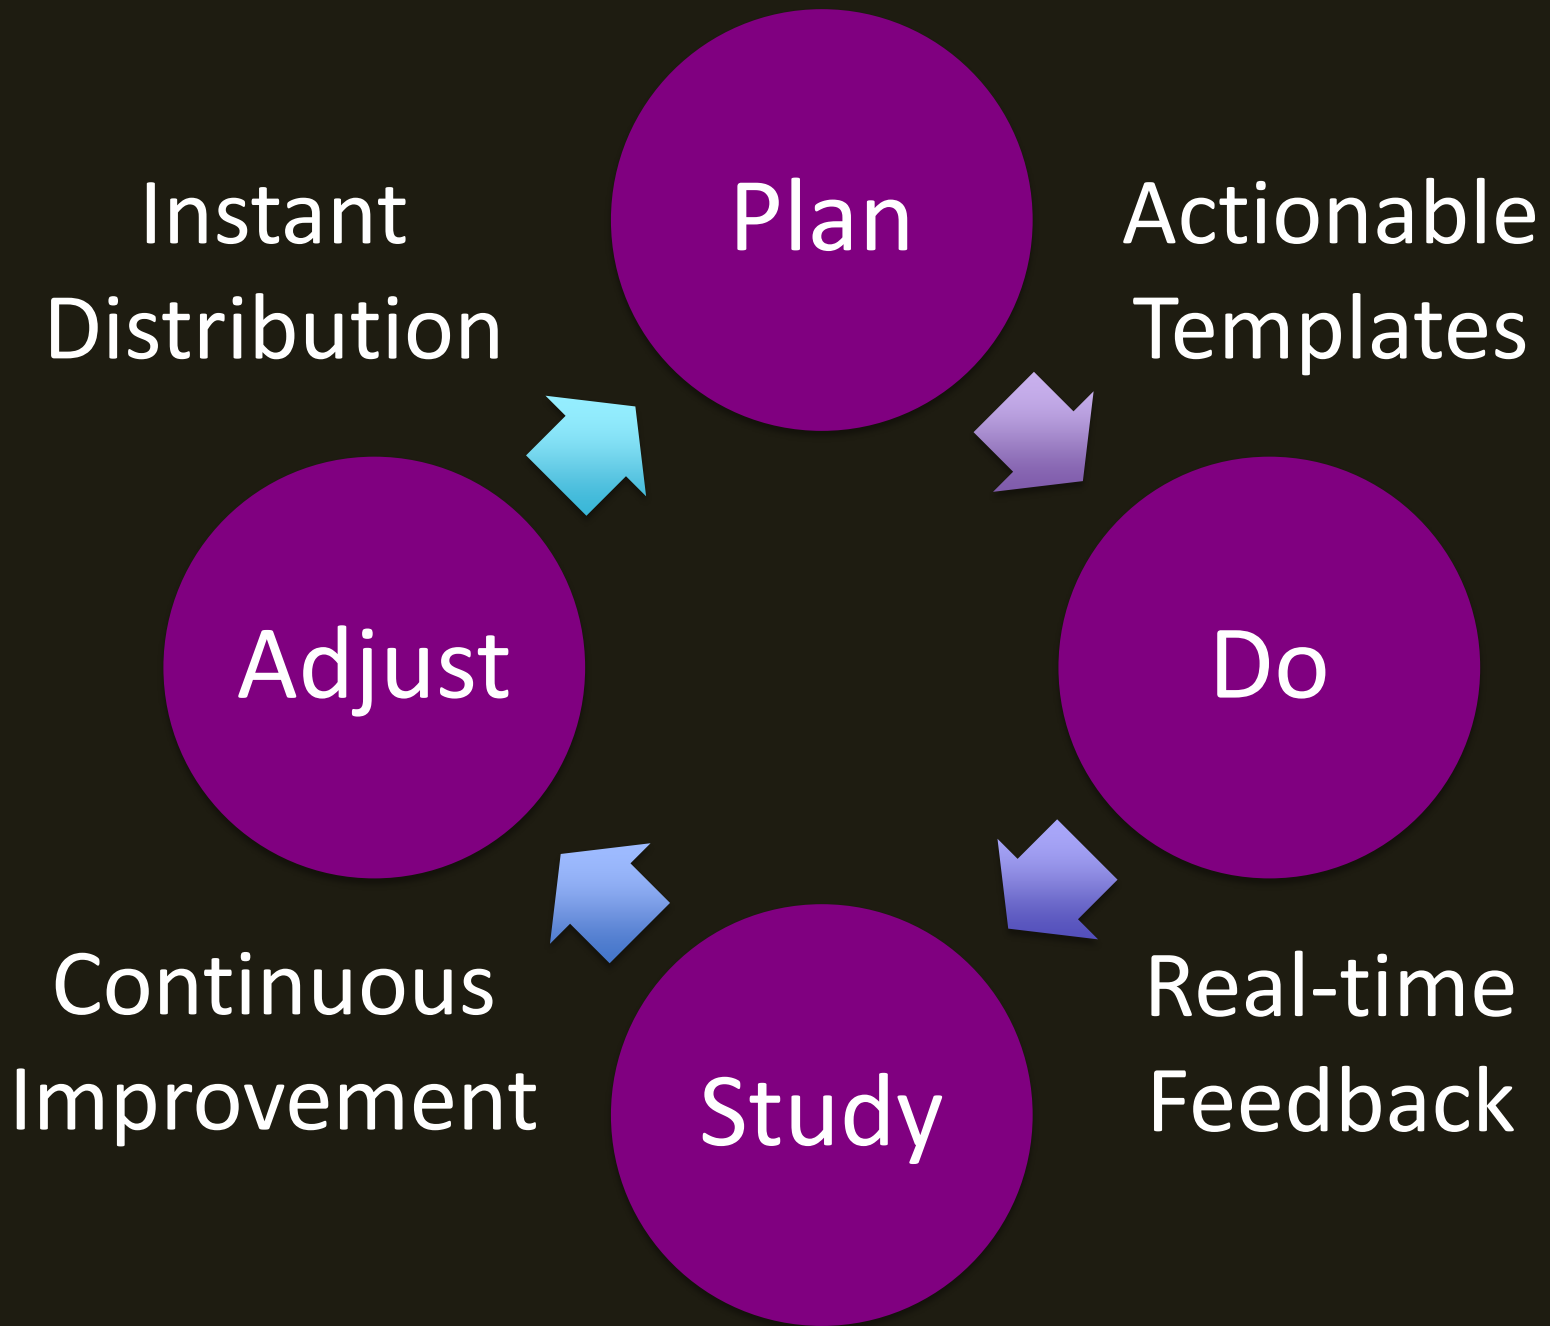 Plan
Actionable
Templates
Do
Real-time
Feedback
Study
Continuous
Improvement
Adjust
Instant
Distribution